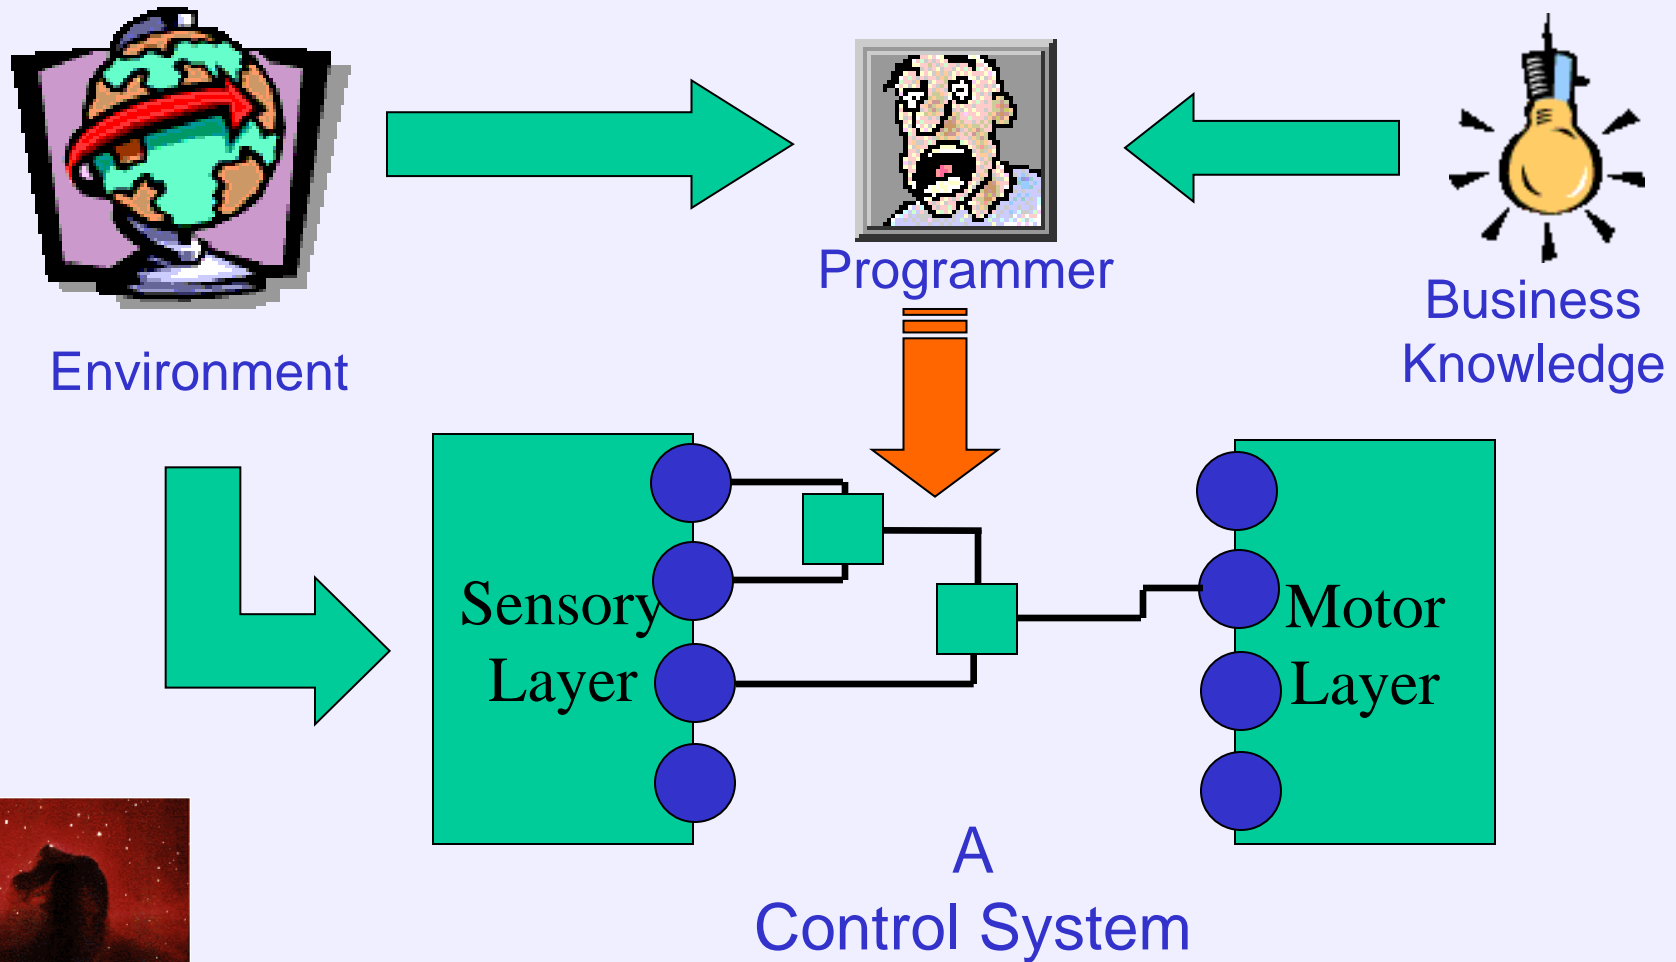 Programmer
Business
Knowledge
Environment
Sensory
Layer
Motor
Layer
A
Control System